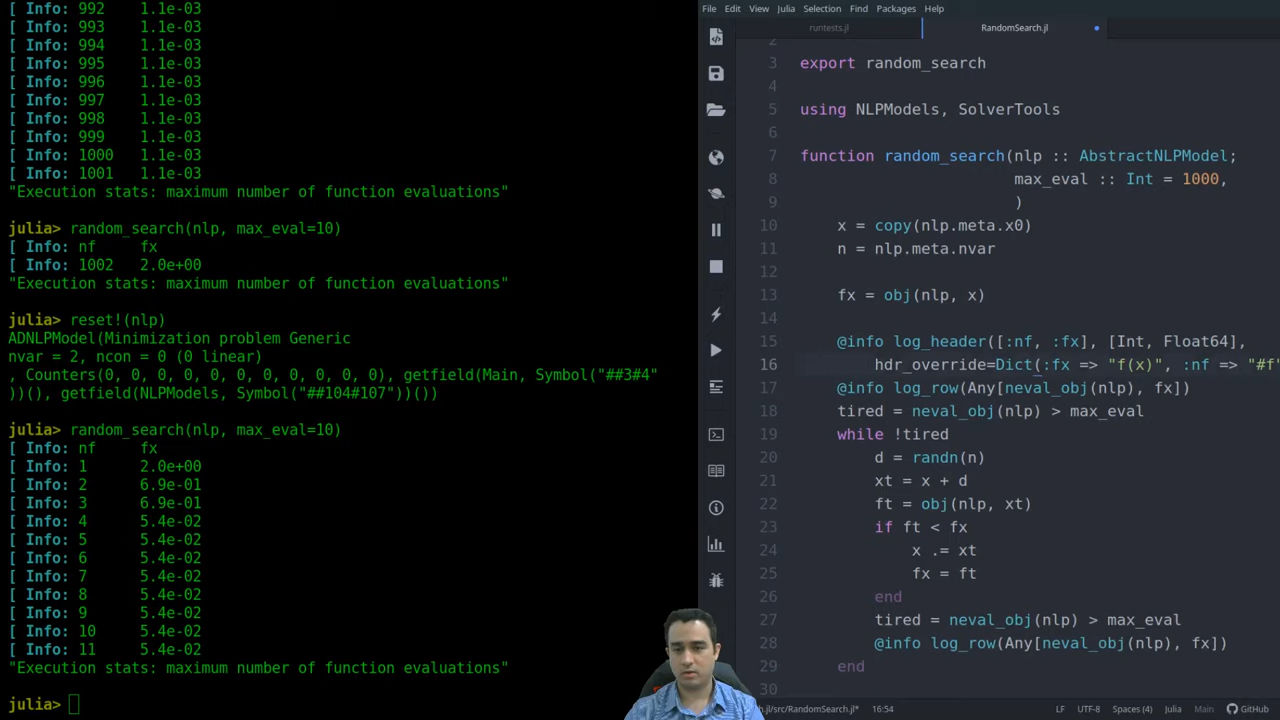 [ Info: 992 1.1e-03
[ Info: 993 1.1e-03
[ Info: 994 1.1e-03
[ Info: 995 1.1e-03
[ Info: 996 1.1e-03
[ Info: 997 1.1e-03
[ Info: 998 1.1e-03
[ Info: 999 1.1e-03
[ Info: 1000 1.1e-03
[ Info: 1001 1.1e-03
"Execution stats: maximum number of function evaluations"
julia> random_search(nlp, max_eval=10)
[ Info: nf fx
[ Info: 1002 2.0e+00
"Execution stats: maximum number of function evaluations"
julia> reset!(nlp)
ADNLPModel(Minimization problem Generic
nvar = 2, ncon = 0 (0 linear)
, Counters(0, 0, 0, 0, 0, 0, 0, 0, 0, 0, 0), getfield(Main, Symbol("##3#4"
))(), getfield(NLPModels, Symbol("##104#107"))())
julia> random_search(nlp, max_eval=10)
[ Info: nf fx
[ Info: 1 2.0e+00
[ Info: 2 6.9e-01
[ Info: 3 6.9e-01
[ Info: 4 5.4e-02
[ Info: 5 5.4e-02
[ Info: 6 5.4e-02
[ Info: 7 5.4e-02
[ Info: 8 5.4e-02
[ Info: 9 5.4e-02
[ Info: 10 5.4e-02
[ Info: 11 5.4e-02
"Execution stats: maximum number of function evaluations"
julia>
File Edit View Julia Selection Find Packages Help
runtests.jl RandomSearch.jl
2
3 export random_search
4
5 using NLPModels, SolverTools
6
7 function random_search(nlp :: AbstractNLPModel;
8 max_eval :: Int = 1000,
9 )
10 x = copy(nlp.meta.x0)
11 n = nlp.meta.nvar
12
13 fx = obj(nlp, x)
14
15 @info log_header([:nf, :fx], [Int, Float64],
16 hdr_override=Dict(:fx => "f(x)", :nf => "#f"
17 @info log_row(Any[neval_obj(nlp), fx])
18 tired = neval_obj(nlp) > max_eval
19 while !tired
20 d = randn(n)
21 xt = x + d
22 ft = obj(nlp, xt)
23 if ft < fx
24 x .= xt
25 fx = ft
26 end
27 tired = neval_obj(nlp) > max_eval
28 @info log_row(Any[neval_obj(nlp), fx])
29 end
30
h.jl/src/RandomSearch.jl* 16:54 LF UTF-8 Spaces (4) Julia Main GitHub